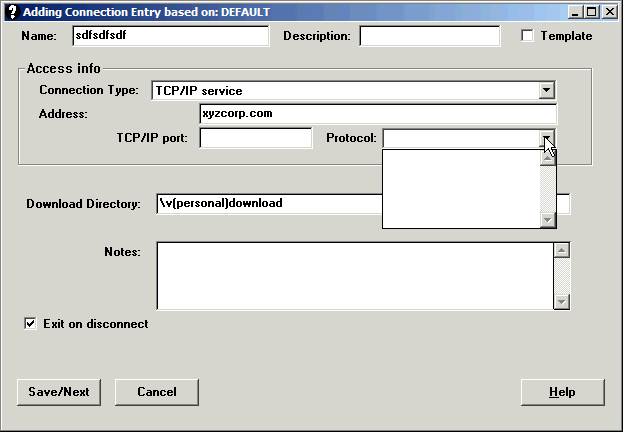 Adding Connection Entry based on: DEFAULT
Name: sdfsdfsdf Description: Template
Access info
Connection Type: TCP/IP service
Address: xyzcorp.com
TCP/IP port: Protocol:
Download Directory: \v(personal)download
Notes:
Exit on disconnect
Save/Next Cancel Help